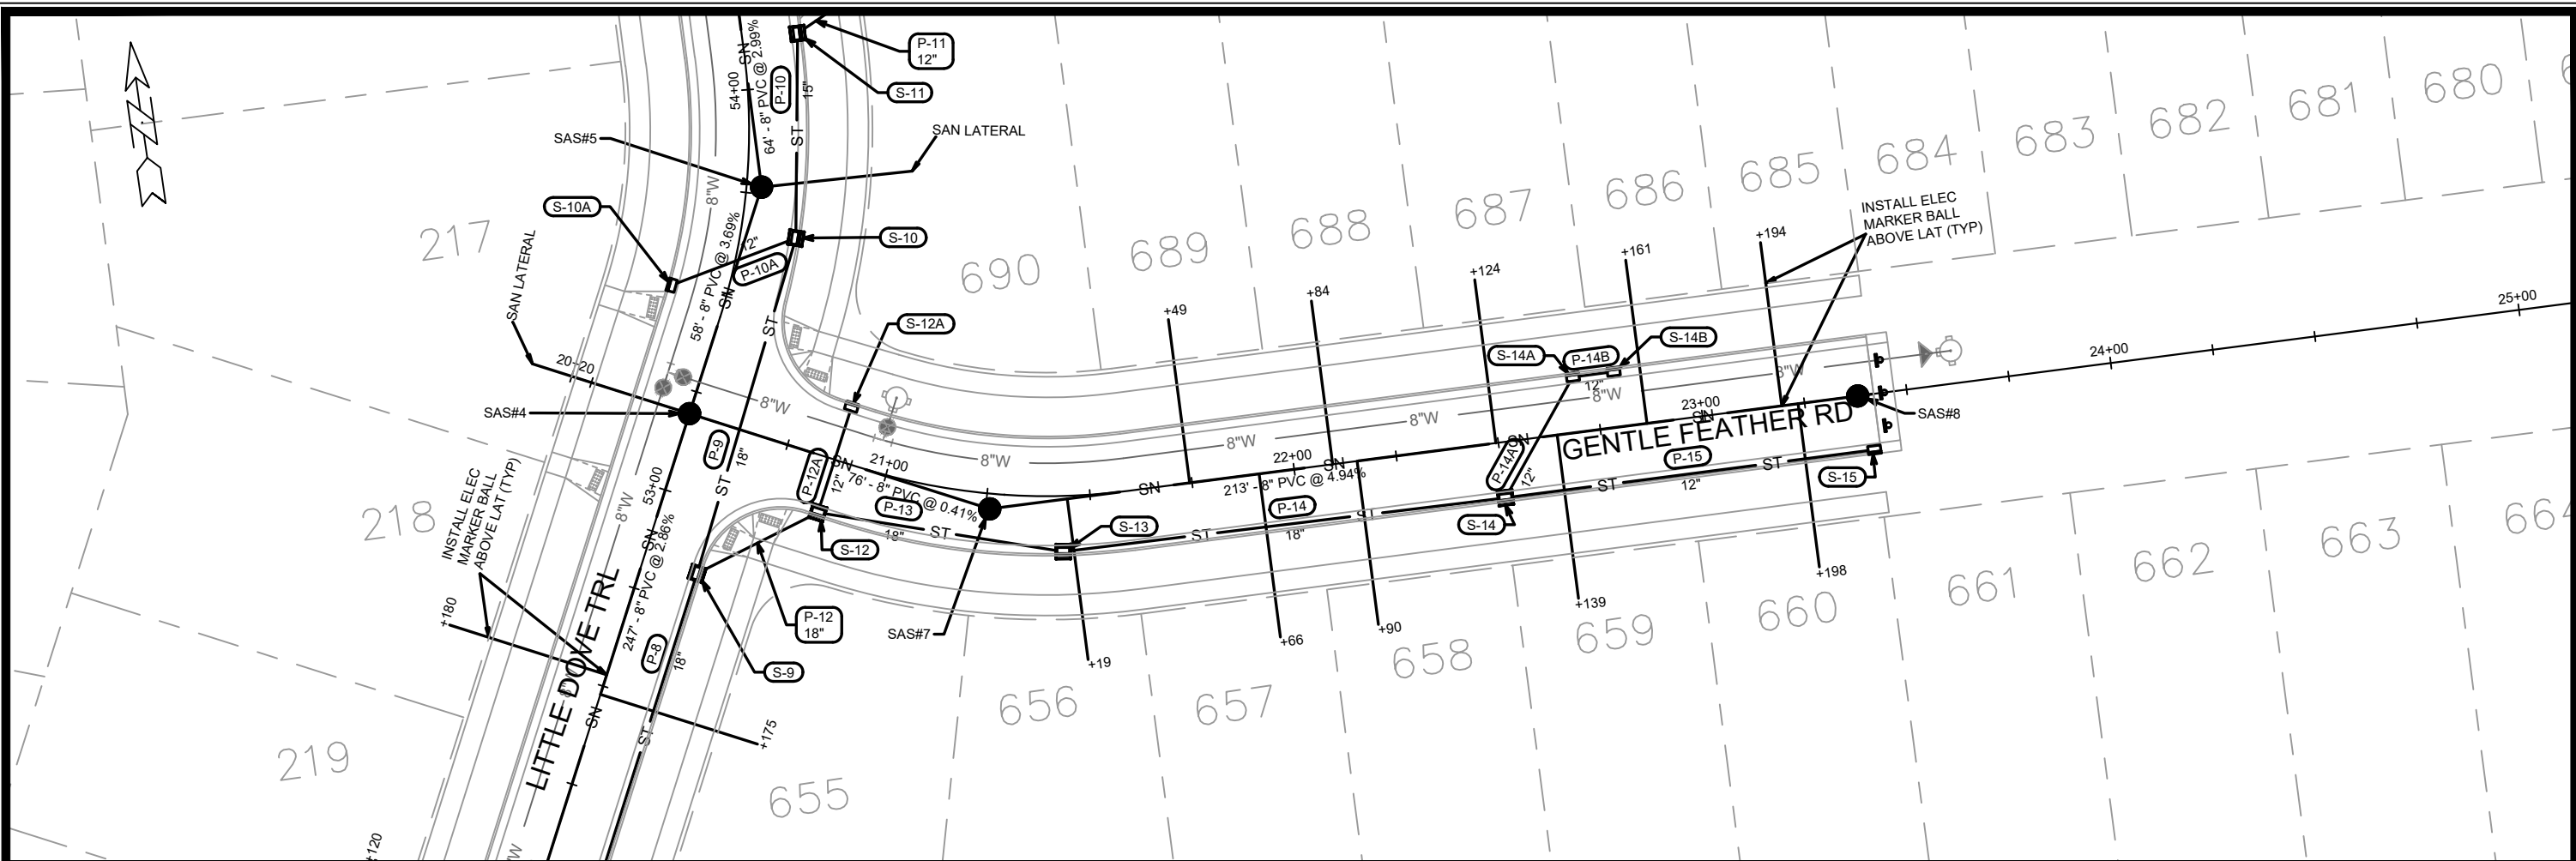 P-11
12"
S-11
54+00
SN
64' - 8" PVC @ 2.99%
P-10
15"
ST
SAS#5
SAN LATERAL
8"W
S-10A
S-10
12"
P-10A
58' - 8" PVC @ 3.69%
SN
ST
SAN LATERAL
S-12A
217
690
689
688
687
686
685
684
683
682
681
680
+49
+84
+124
+161
+194
INSTALL ELEC
MARKER BALL
ABOVE LAT (TYP)
25+00
24+00
S-14A
P-14B
S-14B
12"
8"W
8"W
20+20
SAS#4
8"W
P-9
18"
P-12A
12"
SN
21+00
8"W
8"W
8"W
22+00
SN
SN
23+00
SN
GENTLE FEATHER RD
SAS#8
76' - 8" PVC @ 0.41%
P-13
SN
213' - 8" PVC @ 4.94%
P-14
P-14A
12"
P-15
ST
S-15
ST
12"
ST
18"
ST
S-12
S-13
ST
18"
ST
S-14
INSTALL ELEC
MARKER BALL
ABOVE LAT (TYP)
218
8"W
53+00
SN
247' - 8" PVC @ 2.86%
+180
LITTLE DOVE TRL
8"W
P-8
18"
P-12
18"
S-9
SAS#7
+19
+66
+90
+139
+198
656
657
658
659
660
661
662
663
664
SN
ST
+175
219
655
+120
"W